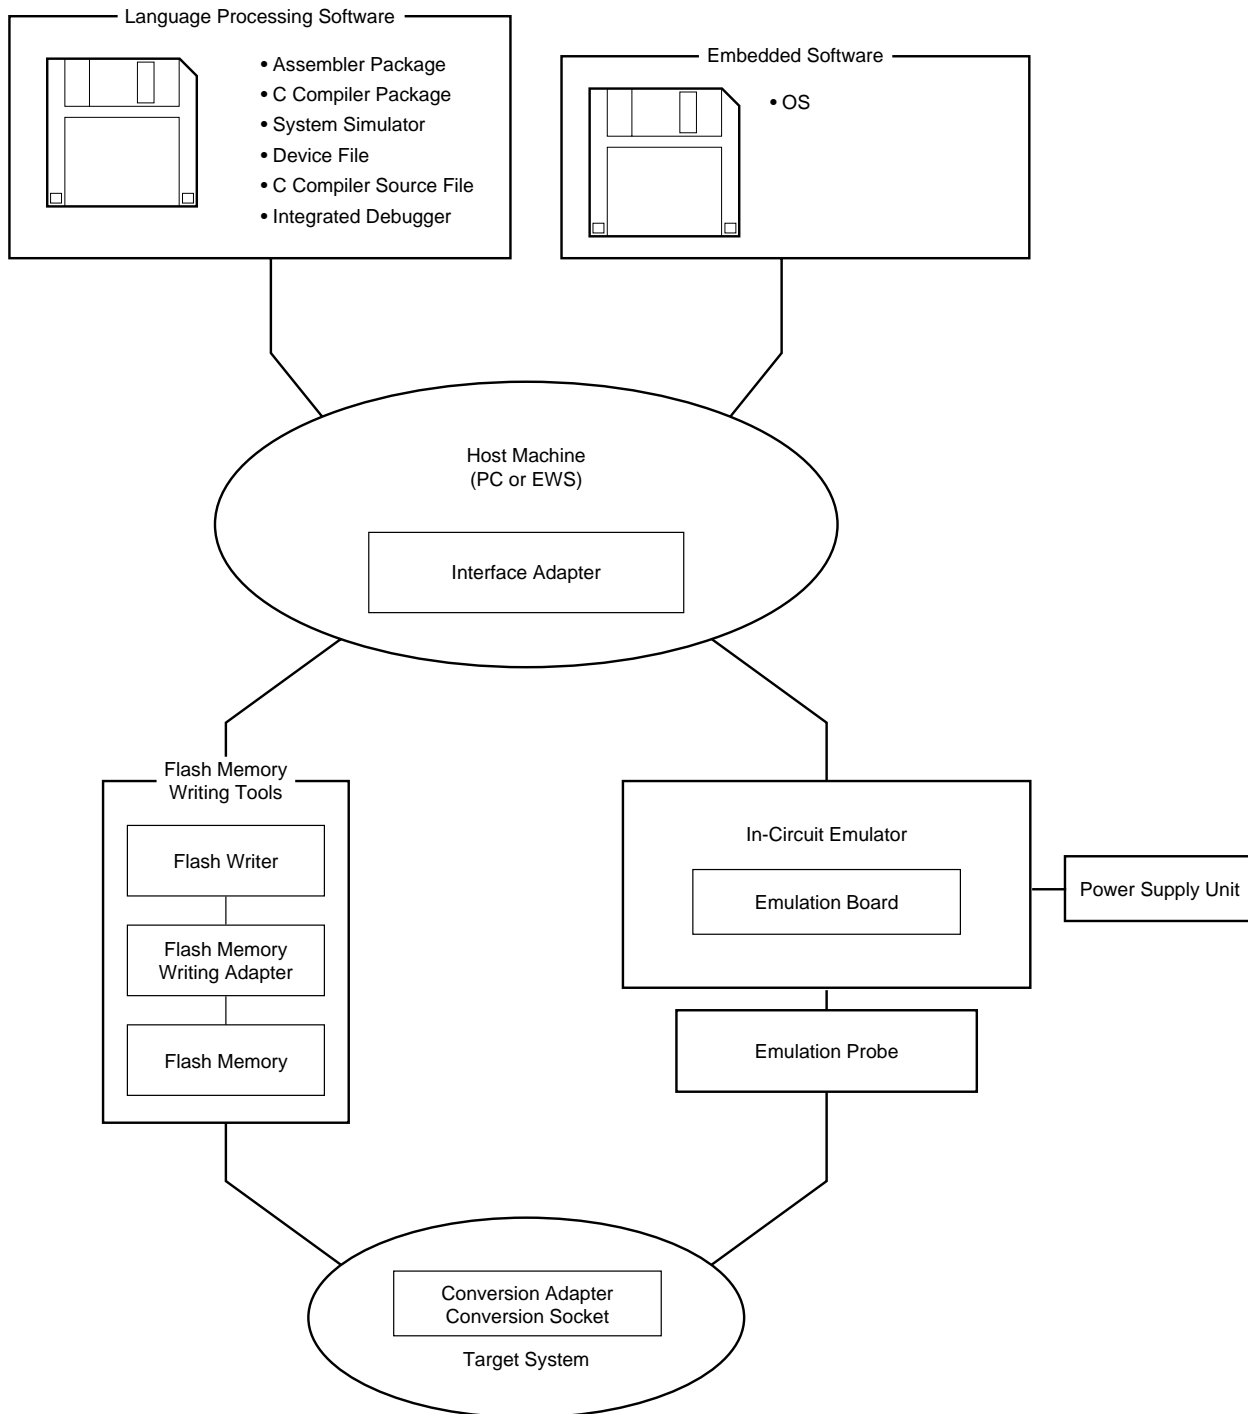 Language Processing Software
• Assembler Package
• C Compiler Package
• System Simulator
• Device File
• C Compiler Source File
• Integrated Debugger
Embedded Software
• OS
Host Machine
(PC or EWS)
Interface Adapter
Flash Memory
Writing Tools
Flash Writer
Flash Memory
Writing Adapter
Flash Memory
In-Circuit Emulator
Emulation Board
Power Supply Unit
Emulation Probe
Conversion Adapter
Conversion Socket
Target System